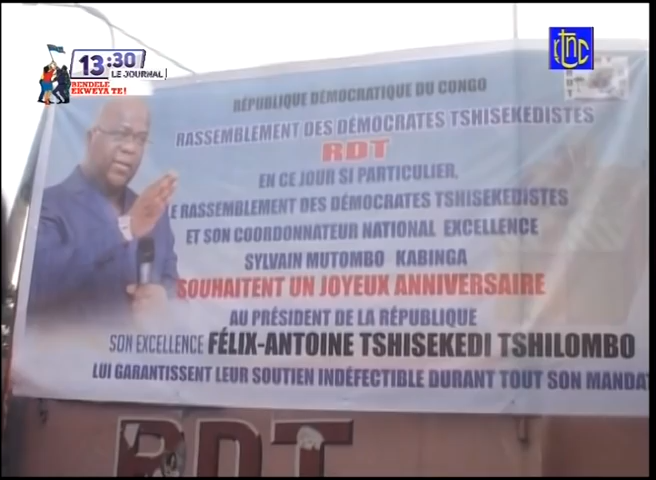 13:30
LE JOURNAL
BENDELE
EKWEYA TE!
rtnc
RÉPUBLIQUE DÉMOCRATIQUE DU CONGO
RASSEMBLEMENT DES DÉMOCRATES TSHISEKEDISTES
RDT
EN CE JOUR SI PARTICULIER,
LE RASSEMBLEMENT DES DÉMOCRATES TSHISEKEDISTES
ET SON COORDONNATEUR NATIONAL EXCELLENCE
SYLVAIN MUTOMBO KABINGA
SOUHAITENT UN JOYEUX ANNIVERSAIRE
AU PRÉSIDENT DE LA RÉPUBLIQUE
SON EXCELLENCE FÉLIX-ANTOINE TSHISEKEDI TSHILOMBO
LUI GARANTISSENT LEUR SOUTIEN INDÉFECTIBLE DURANT TOUT SON MANDA
RDT